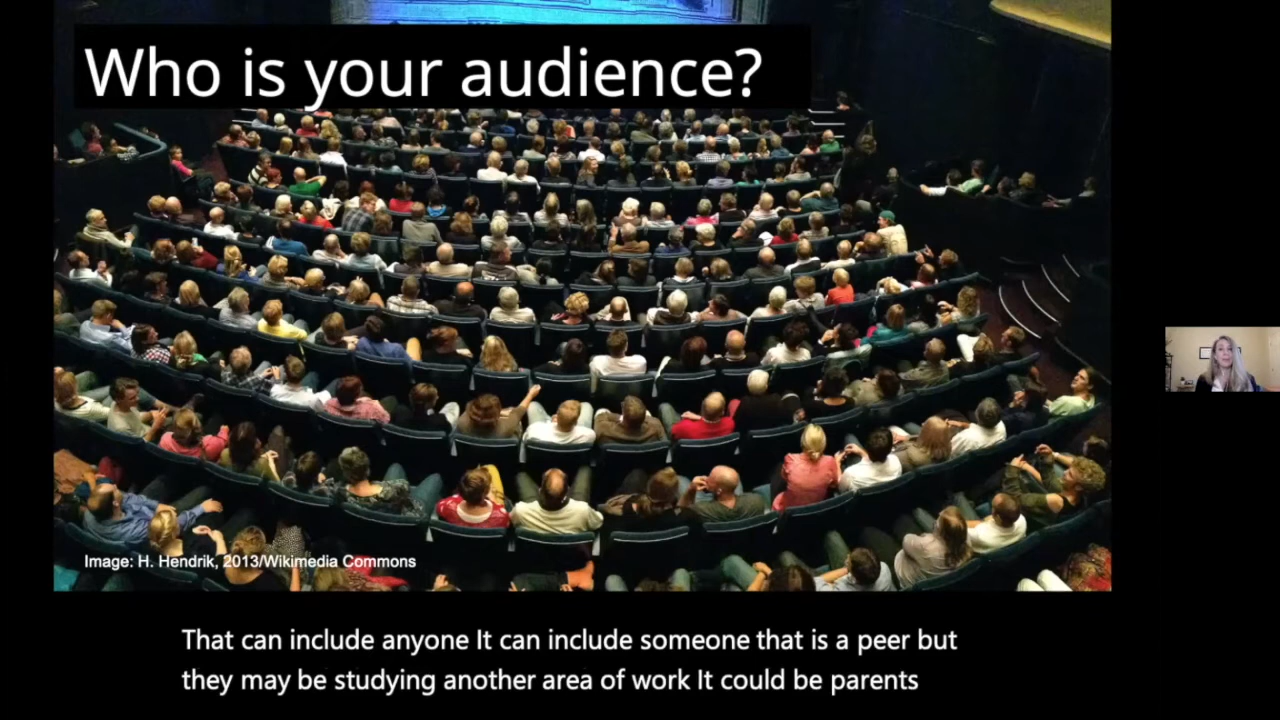 Who is your audience?
Image: H. Hendrik, 2013/Wikimedia Commons
That can include anyone It can include someone that is a peer but
they may be studying another area of work It could be parents